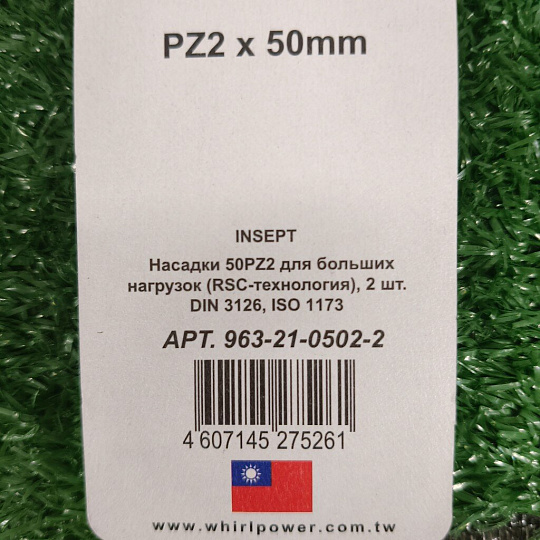 PZ2 x 50mm
INSEPT
Насадки 50PZ2 для больших
нагрузок (RSC-технология), 2 шт.
DIN 3126, ISO 1173
АРТ. 963-21-0502-2
4 607145 275261
www.whirlpower.com.tw